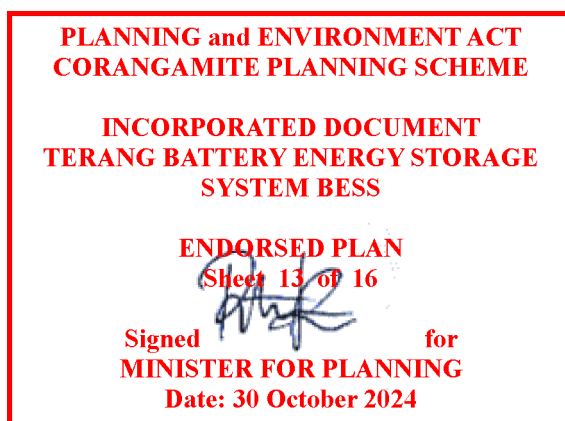 PLANNING and ENVIRONMENT ACT
CORANGAMITE PLANNING SCHEME
INCORPORATED DOCUMENT
TERANG BATTERY ENERGY STORAGE
SYSTEM BESS
ENDORSED PLAN
Sheet 13 of 16
Signed for
MINISTER FOR PLANNING
Date: 30 October 2024